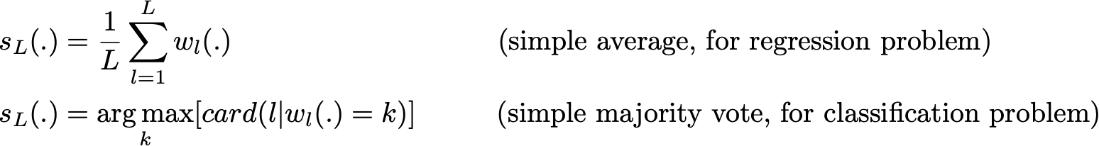 s_L(.) = \frac{1}{L} \sum_{l=1}^{L} w_l(.) (simple average, for regression problem)
s_L(.) = \arg\max_k [card(l|w_l(.) = k)] (simple majority vote, for classification problem)